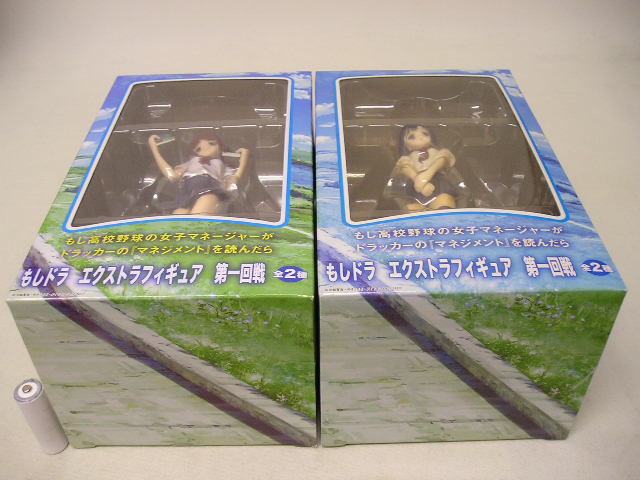 もし高校野球の女子マネージャーが
ドラッカーの『マネジメント』を読んだら
もしドラ エクストラフィギュア 第一回戦 全2種
もし高校野球の女子マネージャーが
ドラッカーの『マネジメント』を読んだら
もしドラ エクストラフィギュア 第一回戦 全2種